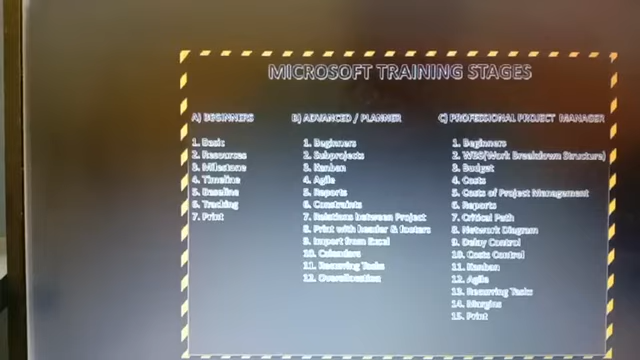 MICROSOFT TRAINING STAGES
A) BEGINNERS
1. Basic
2. Resources
3. Milestone
4. Timeline
5. Baseline
6. Tracking
7. Print
B) ADVANCED / PLANNER
1. Beginners
2. Subprojects
3. Kanban
4. Agile
5. Reports
6. Constraints
7. Relations between Project
8. Print with header & footers
9. Import from Excel
10. Calendars
11. Recurring Tasks
12. Overallocation
C) PROFESSIONAL PROJECT MANAGER
1. Beginners
2. WBS(Work Breakdown Structure)
3. Budget
4. Costs
5. Costs of Project Management
6. Reports
7. Critical Path
8. Network Diagram
9. Delay Control
10. Costs Control
11. Kanban
12. Agile
13. Recurring Tasks
14. Margins
15. Print